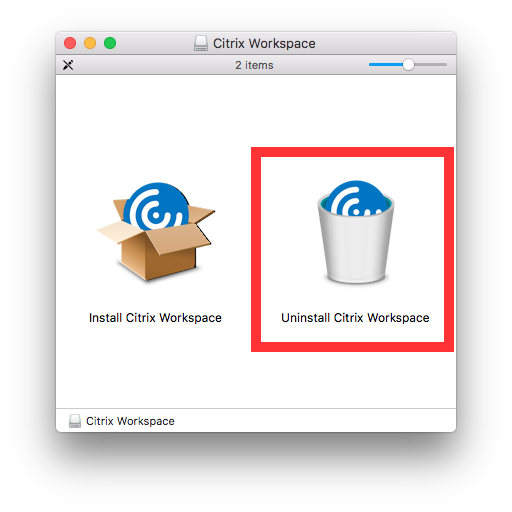 Citrix Workspace
2 items
Install Citrix Workspace
Uninstall Citrix Workspace
Citrix Workspace